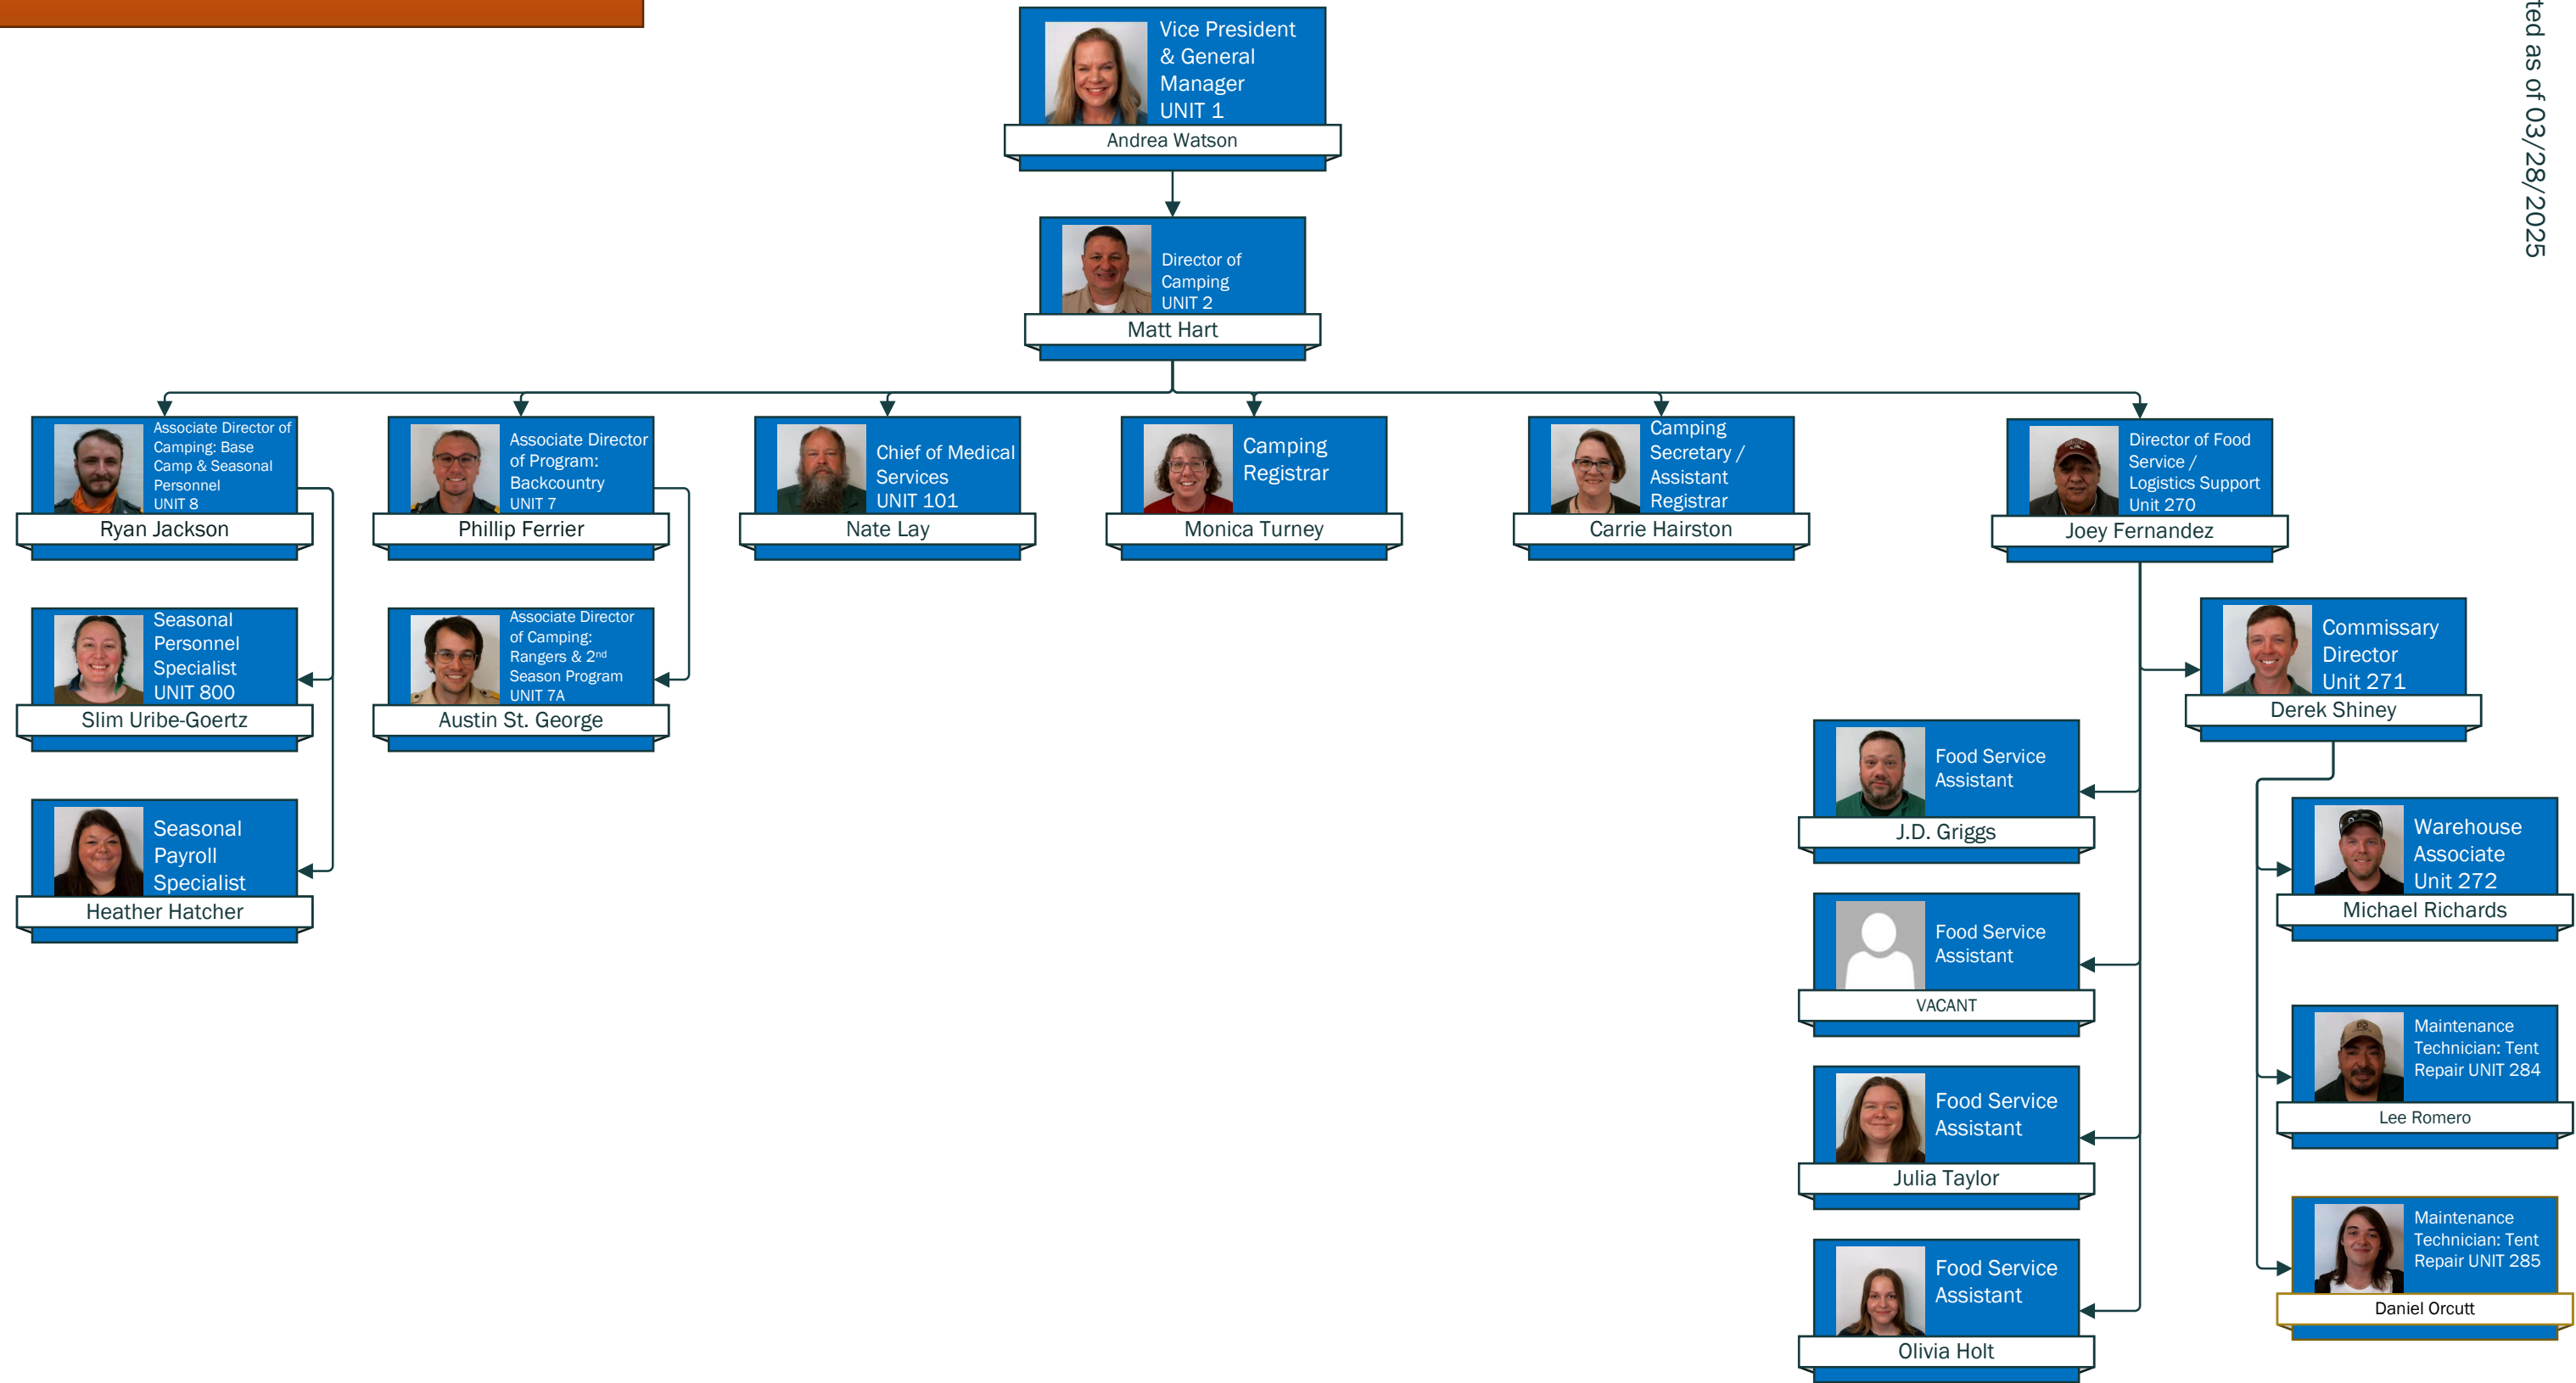 ted as of 03/28/2025
Vice President
& General
Manager
UNIT 1
Andrea Watson
Director of
Camping
UNIT 2
Matt Hart
Associate Director of
Camping: Base
Camp & Seasonal
Personnel
UNIT 8
Ryan Jackson
Associate Director
of Program:
Backcountry
UNIT 7
Phillip Ferrier
Chief of Medical
Services
UNIT 101
Nate Lay
Camping
Registrar
Monica Turney
Camping
Secretary /
Assistant
Registrar
Carrie Hairston
Director of Food
Service /
Logistics Support
Unit 270
Joey Fernandez
Seasonal
Personnel
Specialist
UNIT 800
Slim Uribe-Goertz
Associate Director
of Camping:
Rangers & 2nd
Season Program
UNIT 7A
Austin St. George
Commissary
Director
Unit 271
Derek Shiney
Seasonal
Payroll
Specialist
Heather Hatcher
Food Service
Assistant
J.D. Griggs
Warehouse
Associate
Unit 272
Michael Richards
Food Service
Assistant
VACANT
Maintenance
Technician: Tent
Repair UNIT 284
Lee Romero
Food Service
Assistant
Julia Taylor
Maintenance
Technician: Tent
Repair UNIT 285
Daniel Orcutt
Food Service
Assistant
Olivia Holt